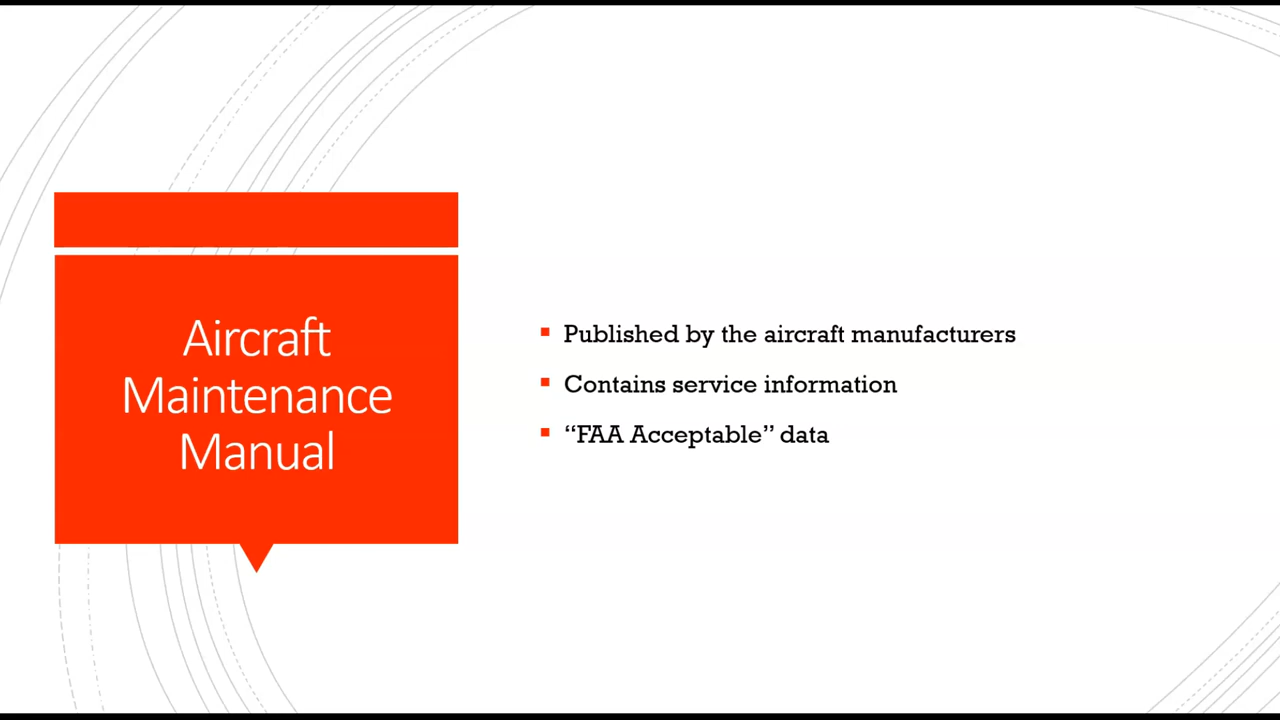 Aircraft
Maintenance
Manual
Published by the aircraft manufacturers
Contains service information
“FAA Acceptable” data